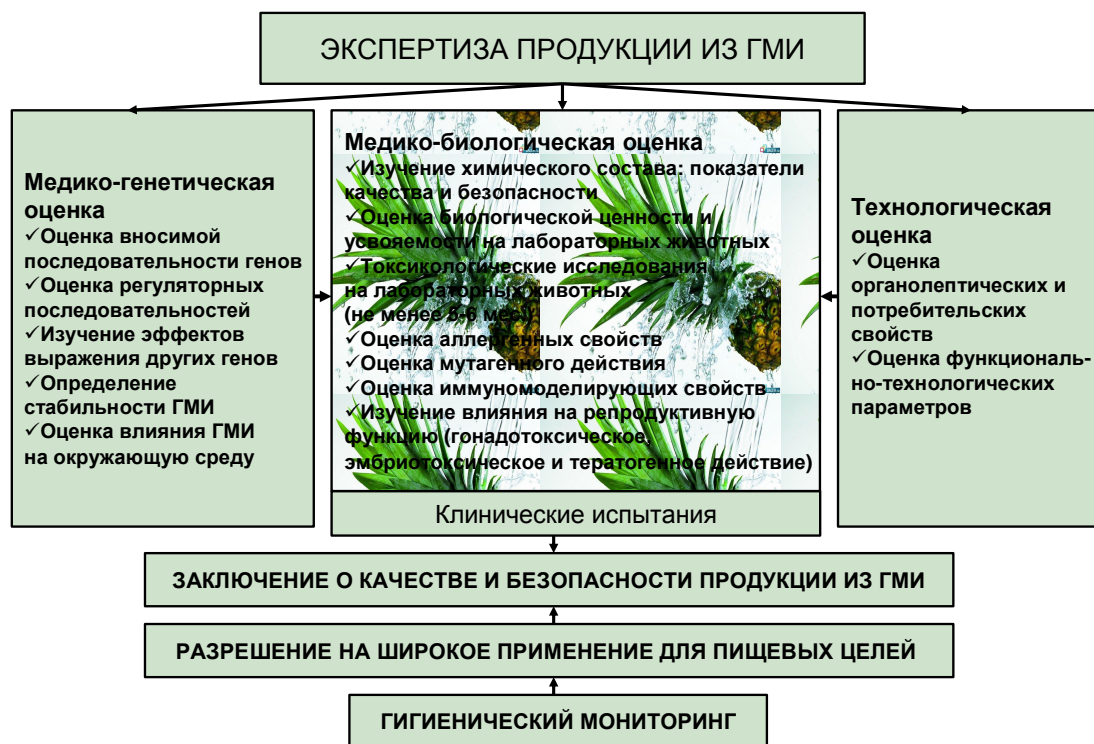 ЭКСПЕРТИЗА ПРОДУКЦИИ ИЗ ГМИ
Медико-генетическая
оценка
✓Оценка вносимой
последовательности генов
✓Оценка регуляторных
последовательностей
✓Изучение эффектов
выражения других генов
✓Определение
стабильности ГМИ
✓Оценка влияния ГМИ
на окружающую среду
Медико-биологическая оценка
✓Изучение химического состава: показатели
качества и безопасности
✓Оценка биологической ценности и
усвояемости на лабораторных животных
✓Токсикологические исследования
на лабораторных животных
(не менее 5-6 мес.)
✓Оценка аллергенных свойств
✓Оценка мутагенного действия
✓Оценка иммуномоделирующих свойств
✓Изучение влияния на репродуктивную
функцию (гонадотоксическое,
эмбриотоксическое и тератогенное действие)
Клинические испытания
Технологическая
оценка
✓Оценка
органолептических и
потребительских
свойств
✓Оценка функциональ-
но-технологических
параметров
ЗАКЛЮЧЕНИЕ О КАЧЕСТВЕ И БЕЗОПАСНОСТИ ПРОДУКЦИИ ИЗ ГМИ
РАЗРЕШЕНИЕ НА ШИРОКОЕ ПРИМЕНЕНИЕ ДЛЯ ПИЩЕВЫХ ЦЕЛЕЙ
ГИГИЕНИЧЕСКИЙ МОНИТОРИНГ